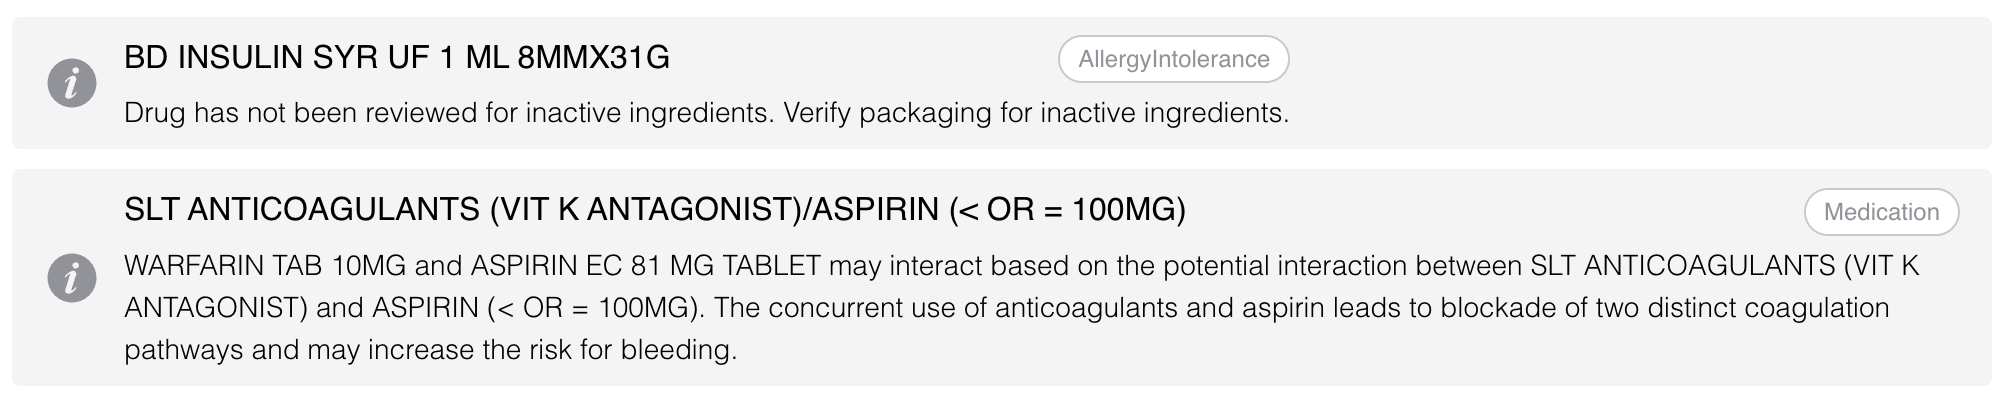 BD INSULIN SYR UF 1 ML 8MMX31G
AllergyIntolerance
Drug has not been reviewed for inactive ingredients. Verify packaging for inactive ingredients.
SLT ANTICOAGULANTS (VIT K ANTAGONIST)/ASPIRIN (< OR = 100MG)
Medication
WARFARIN TAB 10MG and ASPIRIN EC 81 MG TABLET may interact based on the potential interaction between SLT ANTICOAGULANTS (VIT K
ANTAGONIST) and ASPIRIN (< OR = 100MG). The concurrent use of anticoagulants and aspirin leads to blockade of two distinct coagulation
pathways and may increase the risk for bleeding.